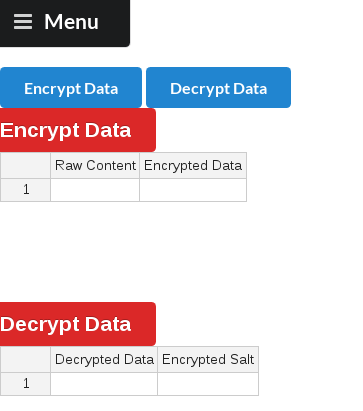 Menu
Encrypt Data Decrypt Data
Encrypt Data
Raw Content Encrypted Data
1
Decrypt Data
Decrypted Data Encrypted Salt
1